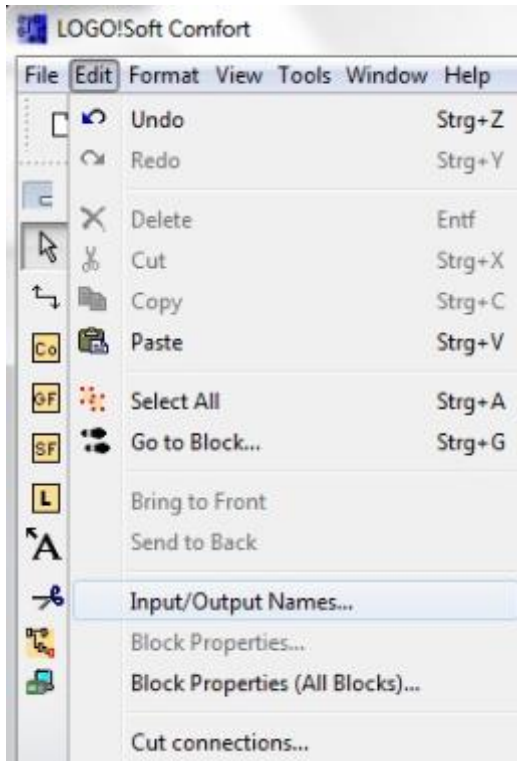 LOGO!Soft Comfort
File Edit Format View Tools Window Help
Undo Strg+Z
Redo Strg+Y
Delete Entf
Cut Strg+X
Copy Strg+C
Paste Strg+V
Co
GF
Select All Strg+A
SF
Go to Block... Strg+G
L
Bring to Front
A
Send to Back
Input/Output Names...
Block Properties...
Block Properties (All Blocks)...
Cut connections...